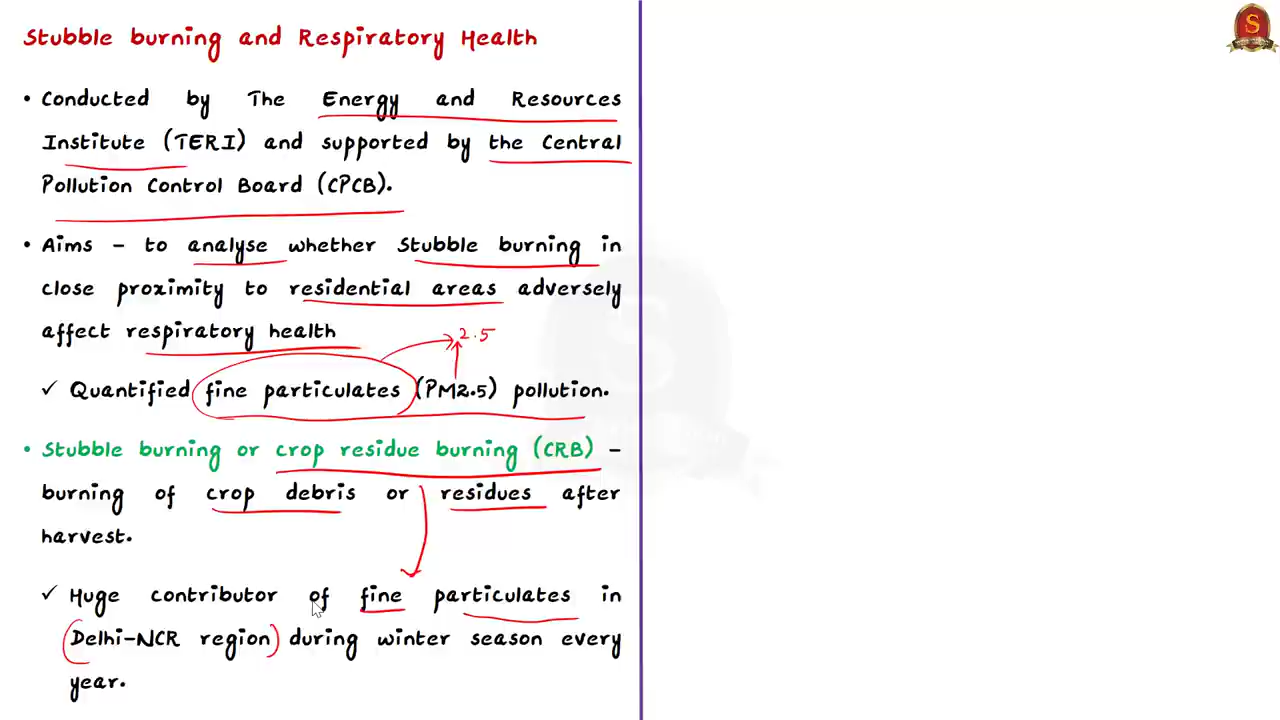 Stubble burning and Respiratory Health
• Conducted by The Energy and Resources
Institute (TERI) and supported by the Central
Pollution Control Board (CPCB).
• Aims – to analyse whether Stubble burning in
close proximity to residential areas adversely
affect respiratory health
2.5
✓ Quantified fine particulates (PM2.5) pollution.
• Stubble burning or crop residue burning (CRB) –
burning of crop debris or residues after
harvest.
✓ Huge contributor of fine particulates in
Delhi-NCR region during winter season every
year.
S